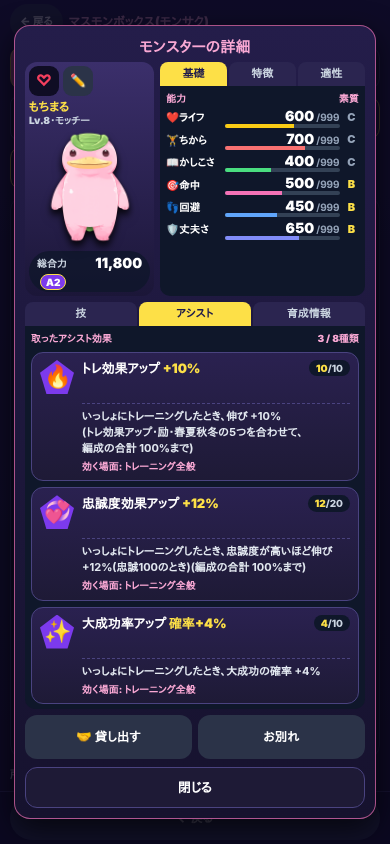 ← 戻る マスモンボックス(モンサク)
モンスターの詳細
もちまる
Lv.8・モッチー
総合力 11,800
A2
基礎 特徴 適性
能力 素質
ライフ 600 /999 C
ちから 700 /999 C
かしこさ 400 /999 C
命中 500 /999 B
回避 450 /999 B
丈夫さ 650 /999 B
技 アシスト 育成情報
取ったアシスト効果 3 / 8種類
トレ効果アップ +10% 10/10
いっしょにトレーニングしたとき、伸び +10%
(トレ効果アップ・励・春夏秋冬の5つを合わせて、
編成の合計 100%まで)
効く場面: トレーニング全般
忠誠度効果アップ +12% 12/20
いっしょにトレーニングしたとき、忠誠度が高いほど伸び
+12%(忠誠100のとき)(編成の合計 100%まで)
効く場面: トレーニング全般
大成功率アップ 確率+4% 4/10
いっしょにトレーニングしたとき、大成功の確率 +4%
効く場面: トレーニング全般
貸し出す お別れ
閉じる